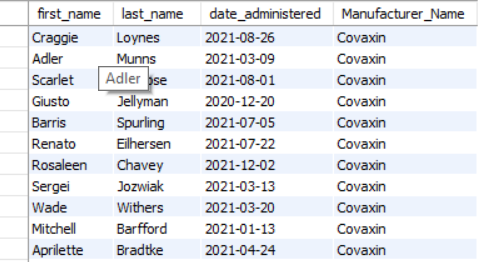 first_name last_name date_administered Manufacturer_Name
Craggie Loynes 2021-08-26 Covaxin
Adler Munns 2021-03-09 Covaxin
Scarlet 2021-08-01 Covaxin
Adler
Giusto Jellyman 2020-12-20 Covaxin
Barris Spurling 2021-07-05 Covaxin
Renato Eilhersen 2021-07-22 Covaxin
Rosaleen Chavey 2021-12-02 Covaxin
Sergei Jozwiak 2021-03-13 Covaxin
Wade Withers 2021-03-20 Covaxin
Mitchell Barfford 2021-01-13 Covaxin
Aprilette Bradtke 2021-04-24 Covaxin